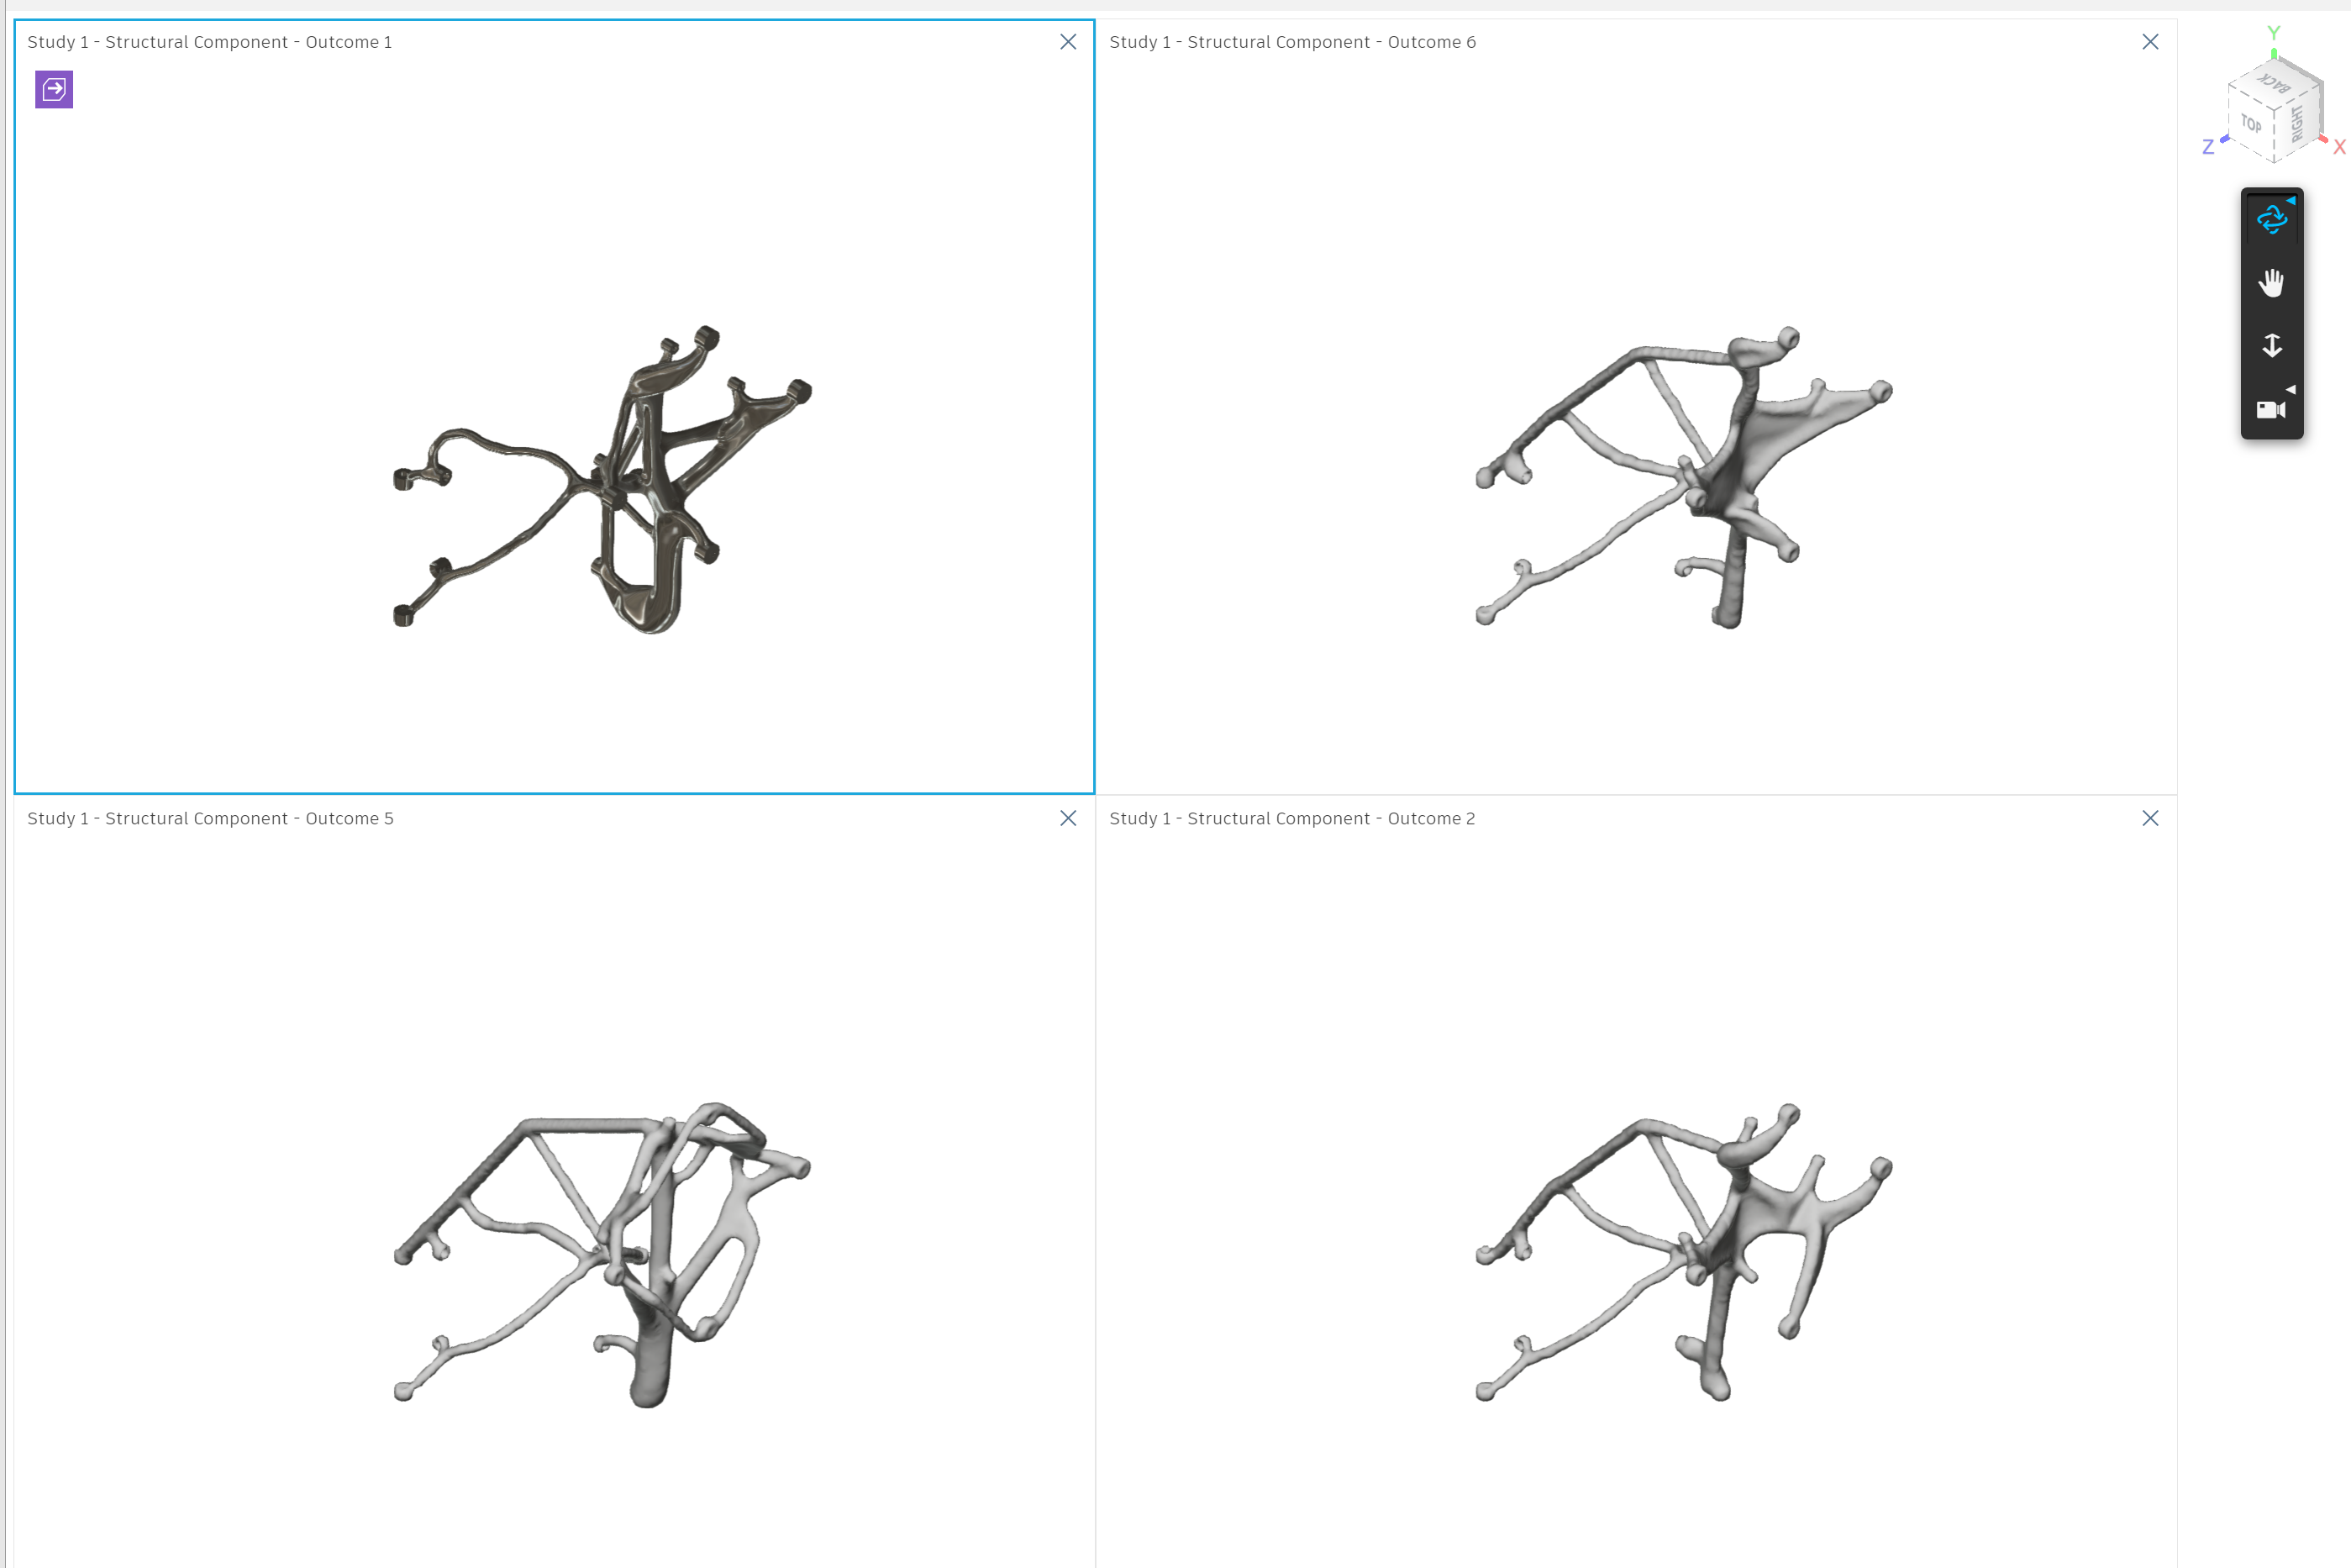 Study 1 - Structural Component - Outcome 1
Study 1 - Structural Component - Outcome 6
Y
BACK
TOP
RIGHT
Z
X
Study 1 - Structural Component - Outcome 5
Study 1 - Structural Component - Outcome 2